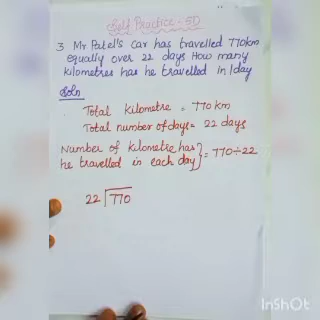 Self Practice - 5D
3 Mr Patel's Car has travelled 770km
equally over 22 days How many
kilometres has he travelled in 1day
Soln
Total kilometre = 770 km
Total number of days = 22 days
Number of kilometre has
he travelled in each day } = 770÷22
22 770
InShOt